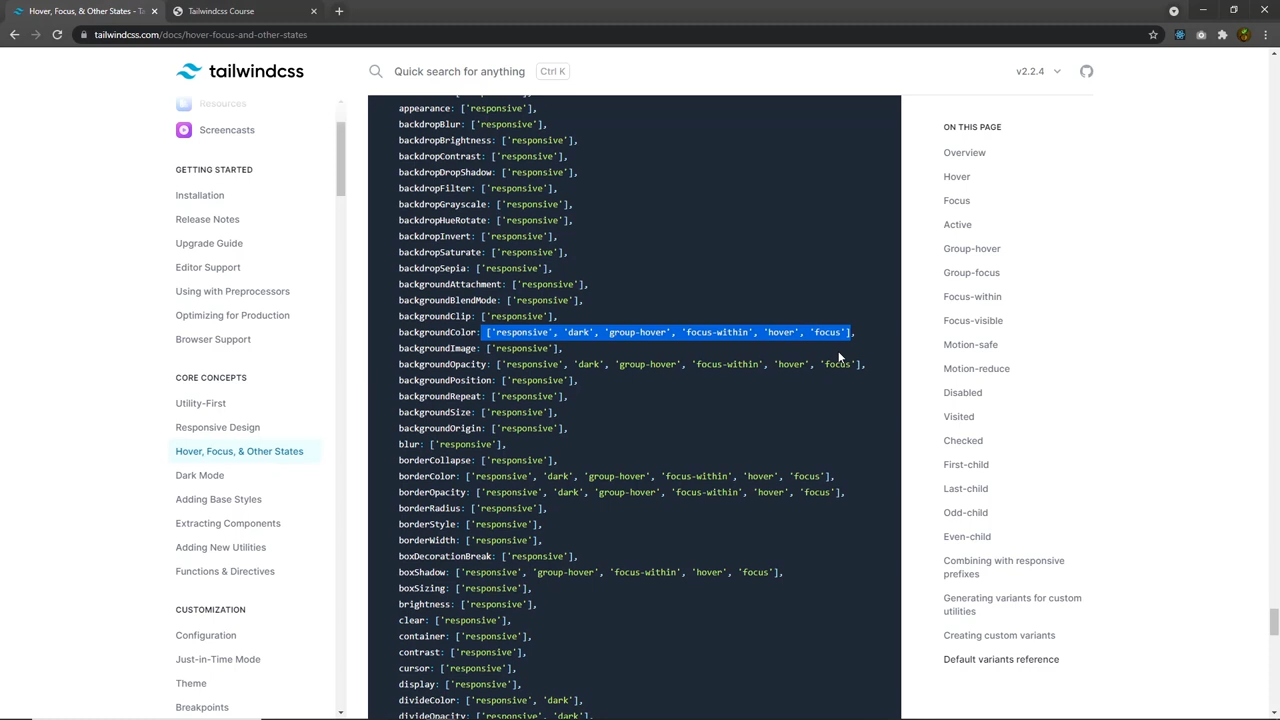 Hover, Focus, & Other States - Ta
Tailwind Course
tailwindcss.com/docs/hover-focus-and-other-states
tailwindcss
Quick search for anything
Ctrl K
v2.2.4
Resources
Screencasts
GETTING STARTED
Installation
Release Notes
Upgrade Guide
Editor Support
Using with Preprocessors
Optimizing for Production
Browser Support
CORE CONCEPTS
Utility-First
Responsive Design
Hover, Focus, & Other States
Dark Mode
Adding Base Styles
Extracting Components
Adding New Utilities
Functions & Directives
CUSTOMIZATION
Configuration
Just-in-Time Mode
Theme
Breakpoints
appearance: ['responsive'],
backdropBlur: ['responsive'],
backdropBrightness: ['responsive'],
backdropContrast: ['responsive'],
backdropDropShadow: ['responsive'],
backdropFilter: ['responsive'],
backdropGrayscale: ['responsive'],
backdropHueRotate: ['responsive'],
backdropInvert: ['responsive'],
backdropSaturate: ['responsive'],
backdropSepia: ['responsive'],
backgroundAttachment: ['responsive'],
backgroundBlendMode: ['responsive'],
backgroundClip: ['responsive'],
backgroundColor: ['responsive', 'dark', 'group-hover', 'focus-within', 'hover', 'focus'],
backgroundImage: ['responsive'],
backgroundOpacity: ['responsive', 'dark', 'group-hover', 'focus-within', 'hover', 'focus'],
backgroundPosition: ['responsive'],
backgroundRepeat: ['responsive'],
backgroundSize: ['responsive'],
backgroundOrigin: ['responsive'],
blur: ['responsive'],
borderCollapse: ['responsive'],
borderColor: ['responsive', 'dark', 'group-hover', 'focus-within', 'hover', 'focus'],
borderOpacity: ['responsive', 'dark', 'group-hover', 'focus-within', 'hover', 'focus'],
borderRadius: ['responsive'],
borderStyle: ['responsive'],
borderWidth: ['responsive'],
boxDecorationBreak: ['responsive'],
boxShadow: ['responsive', 'group-hover', 'focus-within', 'hover', 'focus'],
boxSizing: ['responsive'],
brightness: ['responsive'],
clear: ['responsive'],
container: ['responsive'],
contrast: ['responsive'],
cursor: ['responsive'],
display: ['responsive'],
divideColor: ['responsive', 'dark'],
divideOpacity: ['responsive', 'dark'],
ON THIS PAGE
Overview
Hover
Focus
Active
Group-hover
Group-focus
Focus-within
Focus-visible
Motion-safe
Motion-reduce
Disabled
Visited
Checked
First-child
Last-child
Odd-child
Even-child
Combining with responsive
prefixes
Generating variants for custom
utilities
Creating custom variants
Default variants reference